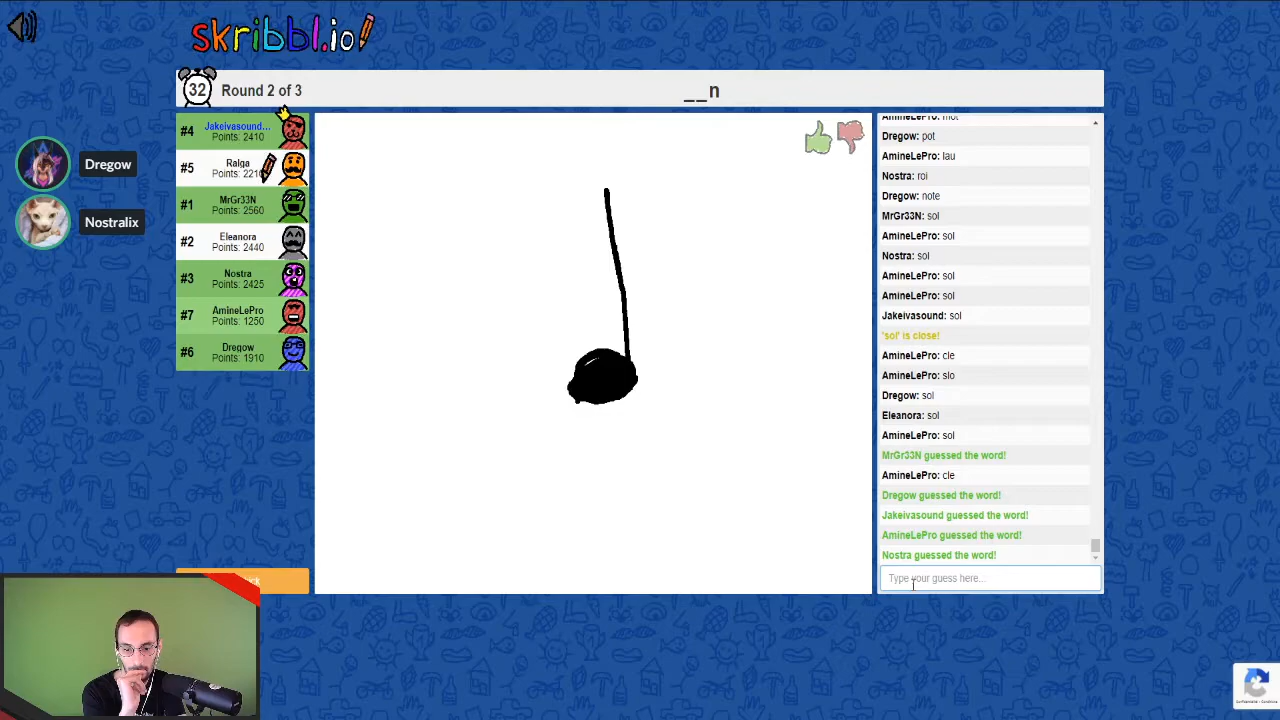 skribbl.io
32
Round 2 of 3
__n
#4
Jakeivasound...
Points: 2410
#5
Ralga
Points: 2210
#1
MrGr33N
Points: 2560
#2
Eleanora
Points: 2440
#3
Nostra
Points: 2425
#7
AmineLePro
Points: 1250
#6
Dregow
Points: 1910
Dregow
Nostralix
Dregow: pot
AmineLePro: lau
Nostra: roi
Dregow: note
MrGr33N: sol
AmineLePro: sol
Nostra: sol
AmineLePro: sol
AmineLePro: sol
Jakeivasound: sol
'sol' is close!
AmineLePro: cle
AmineLePro: slo
Dregow: sol
Eleanora: sol
AmineLePro: sol
MrGr33N guessed the word!
AmineLePro: cle
Dregow guessed the word!
Jakeivasound guessed the word!
AmineLePro guessed the word!
Nostra guessed the word!
Type your guess here...